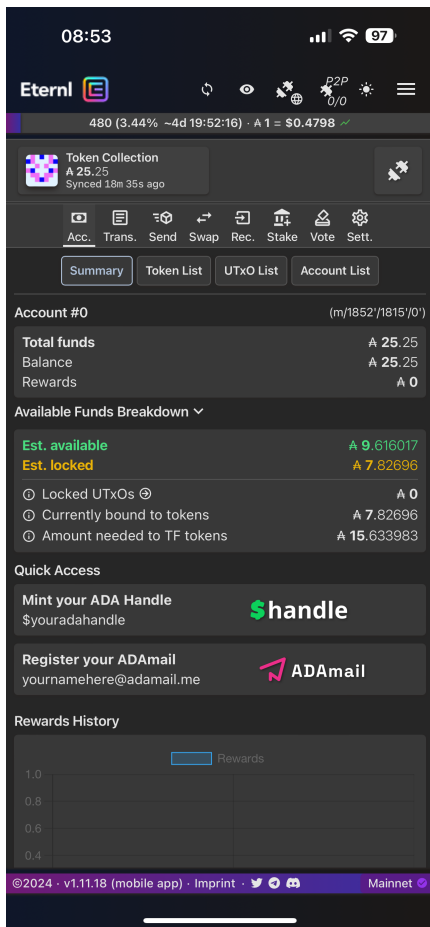 08:53
97
Eternl
P2P
0/0
480 (3.44% ~4d 19:52:16) · ₳ 1 = $0.4798
Token Collection
₳ 25.25
Synced 18m 35s ago
Acc. Trans. Send Swap Rec. Stake Vote Sett.
Summary Token List UTxO List Account List
Account #0 (m/1852'/1815'/0')
Total funds ₳ 25.25
Balance ₳ 25.25
Rewards ₳ 0
Available Funds Breakdown
Est. available ₳ 9.616017
Est. locked ₳ 7.82696
Locked UTxOs ₳ 0
Currently bound to tokens ₳ 7.82696
Amount needed to TF tokens ₳ 15.633983
Quick Access
Mint your ADA Handle
$youradahandle
$handle
Register your ADAmail
yournamehere@adamail.me
ADAmail
Rewards History
Rewards
1.0
0.8
0.6
0.4
©2024 · v1.11.18 (mobile app) · Imprint · Mainnet